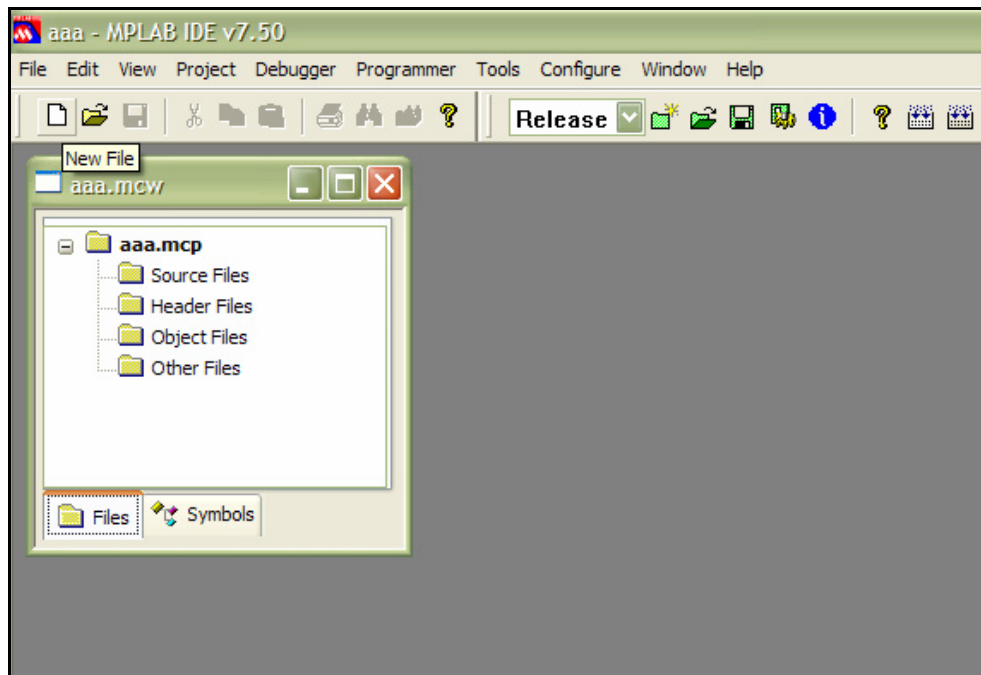 aaa - MPLAB IDE v7.50
File Edit View Project Debugger Programmer Tools Configure Window Help
Release
New File
aaa.mcw
aaa.mcp
Source Files
Header Files
Object Files
Other Files
Files Symbols